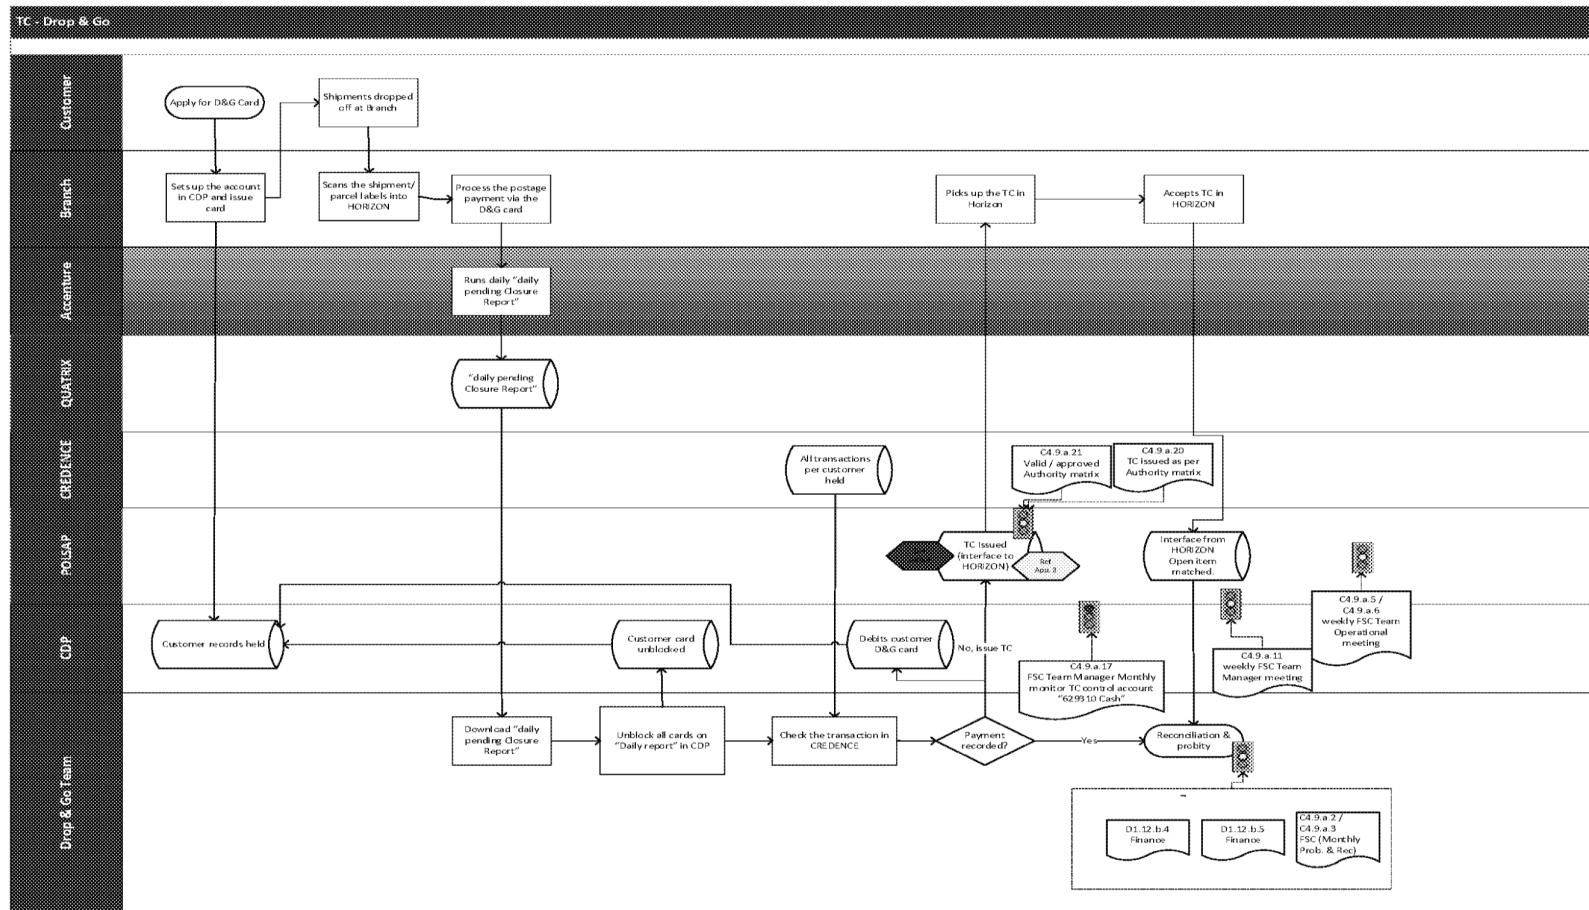 TC - Drop & Go
Customer
Apply for D&G Card
Shipments dropped
off at Branch
Branch
Sets up the account
in CDP and issue
card
Scans the shipment/
parcel labels into
HORIZON
Process the postage
payment via the
D&G card
Picks up the TC in
Horizon
Accepts TC in
HORIZON
Accenture
Runs daily "daily
pending Closure
Report"
QUATRIX
"daily pending
Closure Report"
CREDENCE
All transactions
per customer
held
C4.9.a.21
Valid / approved
Authority matrix
C4.9.a.20
TC issued as per
Authority matrix
POLSAP
TC Issued
(interface to
HORIZON)
Ref
App. 3
Interface from
HORIZON
Open item
matched.
CDP
Customer records held
Customer card
unblocked
Debits customer
D&G card
No, issue TC
C4.9.a.17
FSC Team Manager Monthly
monitor TC control account
"629310 Cash"
C4.9.a.11
weekly FSC Team
Manager meeting
C4.9.a.5 /
C4.9.a.6
weekly FSC Team
Operational
meeting
Drop & Go Team
Download "daily
pending Closure
Report"
Unblock all cards on
"Daily report" in CDP
Check the transaction in
CREDENCE
Payment
recorded?
Yes
Reconciliation &
probity
D1.12.b.4
Finance
D1.12.b.5
Finance
C4.9.a.2 /
C4.9.a.3
FSC (Monthly
Prob. & Rec)